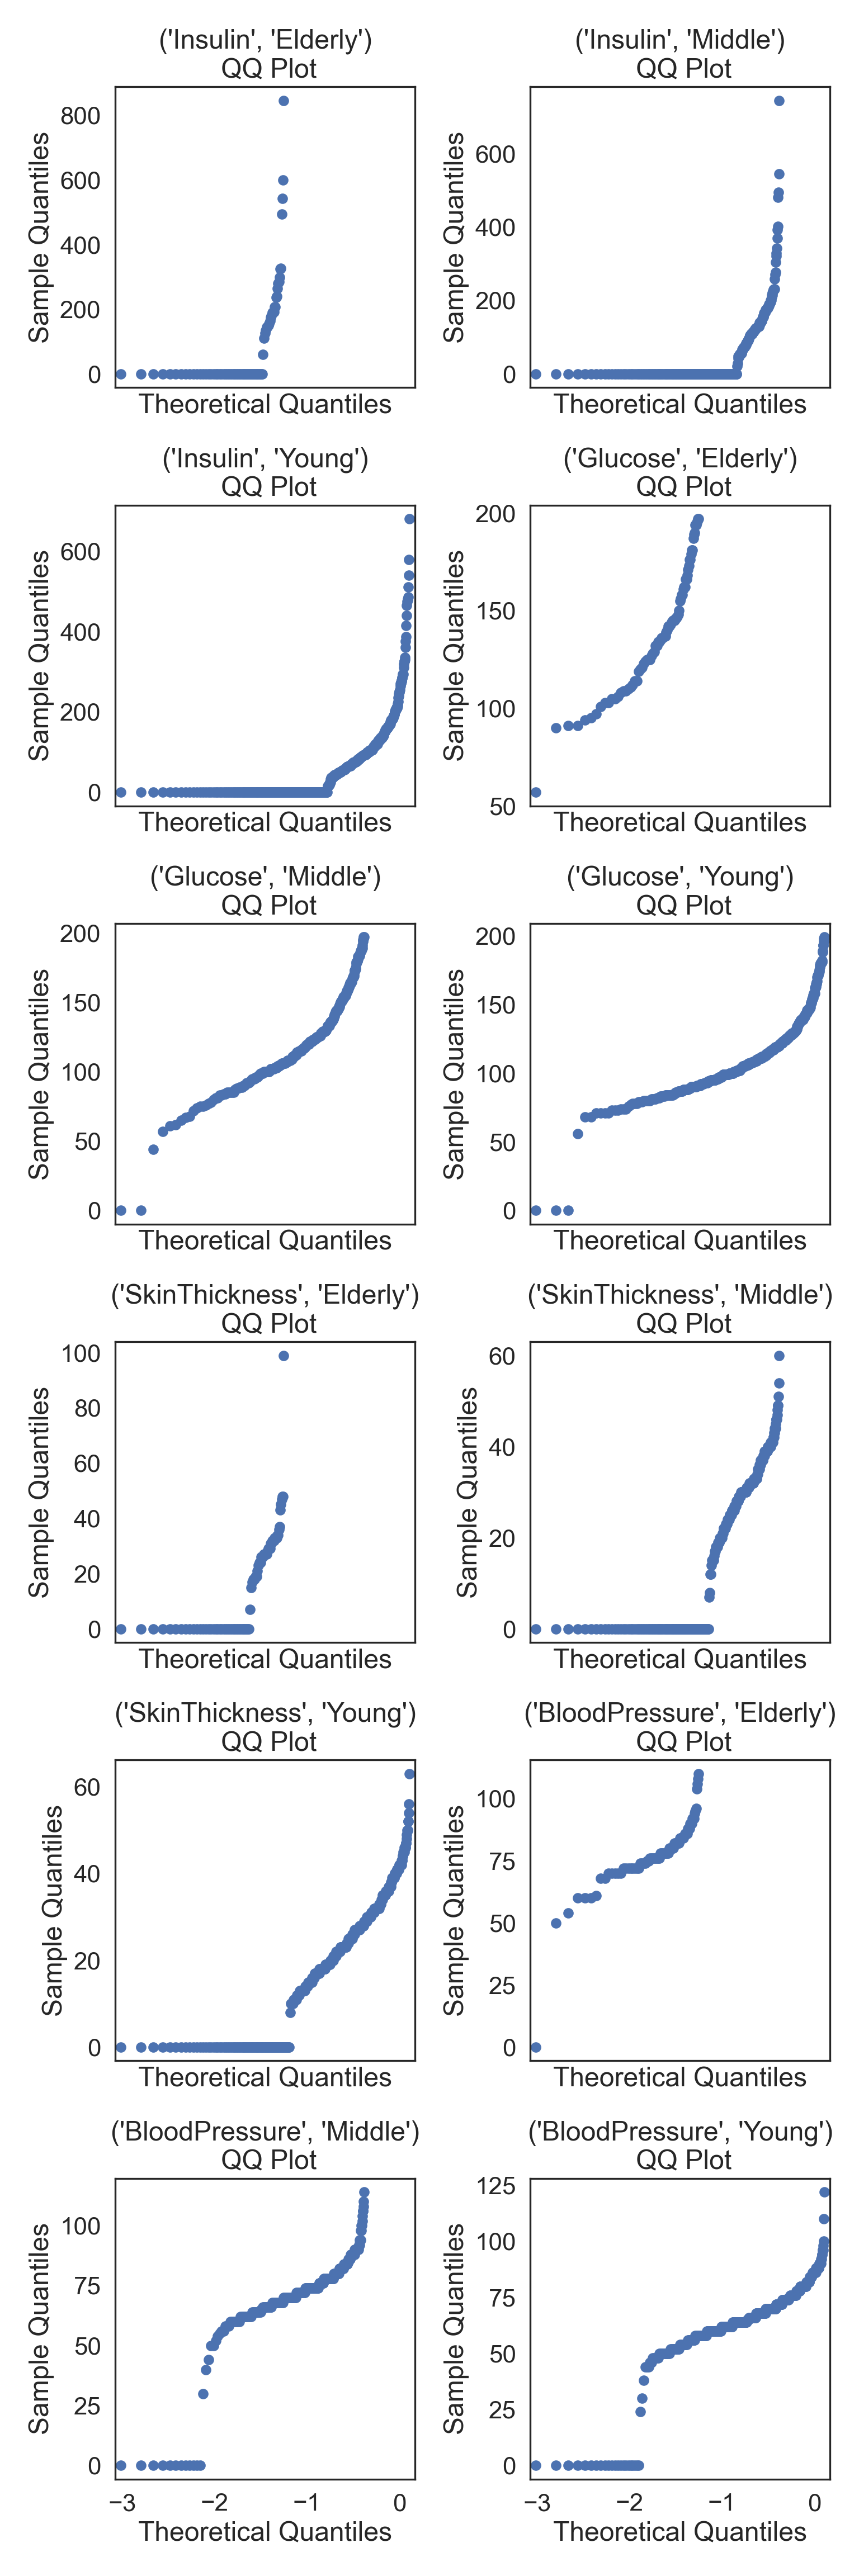 ('Insulin', 'Elderly')
QQ Plot
800
600
400
200
0
Sample Quantiles
Theoretical Quantiles
('Insulin', 'Middle')
QQ Plot
600
400
200
0
Sample Quantiles
Theoretical Quantiles
('Insulin', 'Young')
QQ Plot
600
400
200
0
Sample Quantiles
Theoretical Quantiles
('Glucose', 'Elderly')
QQ Plot
200
150
100
50
Sample Quantiles
Theoretical Quantiles
('Glucose', 'Middle')
QQ Plot
200
150
100
50
0
Sample Quantiles
Theoretical Quantiles
('Glucose', 'Young')
QQ Plot
200
150
100
50
0
Sample Quantiles
Theoretical Quantiles
('SkinThickness', 'Elderly')
QQ Plot
100
80
60
40
20
0
Sample Quantiles
Theoretical Quantiles
('SkinThickness', 'Middle')
QQ Plot
60
40
20
0
Sample Quantiles
Theoretical Quantiles
('SkinThickness', 'Young')
QQ Plot
60
40
20
0
Sample Quantiles
Theoretical Quantiles
('BloodPressure', 'Elderly')
QQ Plot
100
75
50
25
0
Sample Quantiles
Theoretical Quantiles
('BloodPressure', 'Middle')
QQ Plot
100
75
50
25
0
Sample Quantiles
−3 −2 −1 0
Theoretical Quantiles
('BloodPressure', 'Young')
QQ Plot
125
100
75
50
25
0
Sample Quantiles
−3 −2 −1 0
Theoretical Quantiles